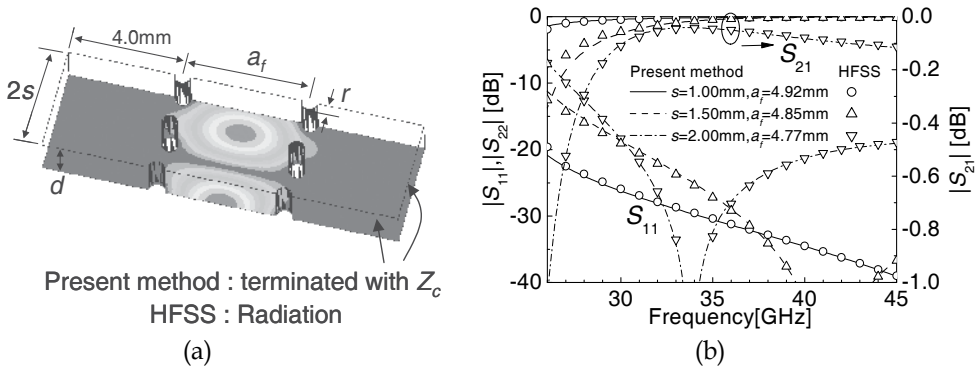 4.0mm
a_f
r
2s
d
Present method : terminated with Z_c
HFSS : Radiation
(a)
|S_11|,|S_22| [dB]
0
-10
-20
-30
-40
0.0
-0.2
-0.4
-0.6
-0.8
-1.0
|S_21| [dB]
S_21
Present method HFSS
s=1.00mm,a_f=4.92mm
s=1.50mm,a_f=4.85mm
s=2.00mm,a_f=4.77mm
S_11
30 35 40 45
Frequency[GHz]
(b)